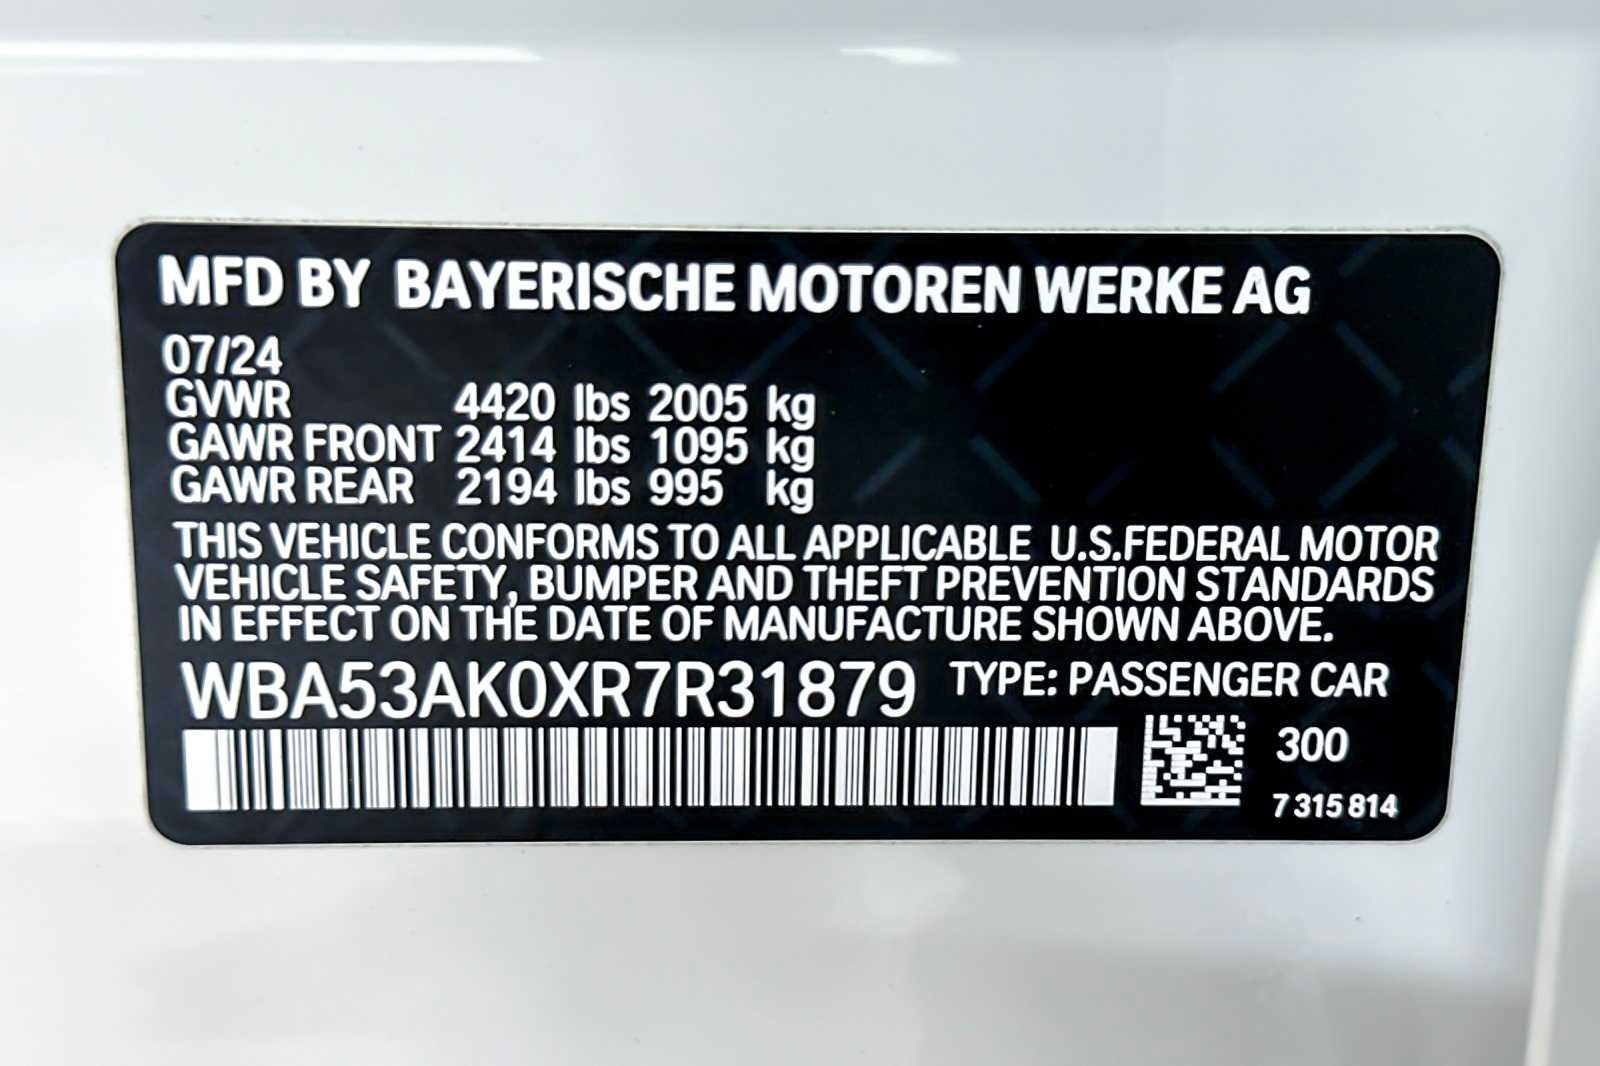 MFD BY BAYERISCHE MOTOREN WERKE AG
07/24
GVWR 4420 lbs 2005 kg
GAWR FRONT 2414 lbs 1095 kg
GAWR REAR 2194 lbs 995 kg
THIS VEHICLE CONFORMS TO ALL APPLICABLE U.S.FEDERAL MOTOR
VEHICLE SAFETY, BUMPER AND THEFT PREVENTION STANDARDS
IN EFFECT ON THE DATE OF MANUFACTURE SHOWN ABOVE.
WBA53AK0XR7R31879 TYPE: PASSENGER CAR
300
7 315 814